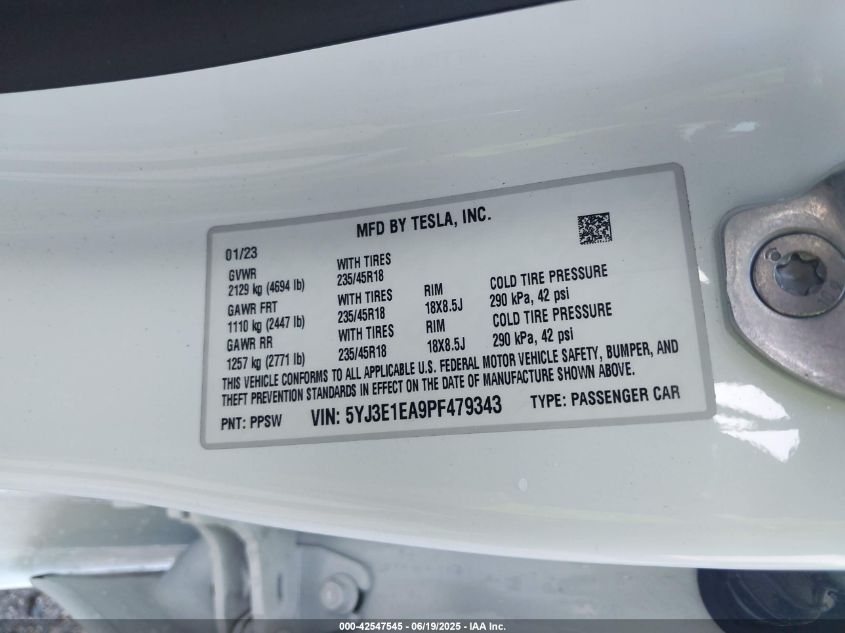 MFD BY TESLA, INC.
01/23
GVWR WITH TIRES
2129 kg (4694 lb) 235/45R18
GAWR FRT WITH TIRES RIM COLD TIRE PRESSURE
1110 kg (2447 lb) 235/45R18 18X8.5J 290 kPa, 42 psi
GAWR RR WITH TIRES RIM COLD TIRE PRESSURE
1257 kg (2771 lb) 235/45R18 18X8.5J 290 kPa, 42 psi
THIS VEHICLE CONFORMS TO ALL APPLICABLE U.S. FEDERAL MOTOR VEHICLE SAFETY, BUMPER, AND
THEFT PREVENTION STANDARDS IN EFFECT ON THE DATE OF MANUFACTURE SHOWN ABOVE.
PNT: PPSW VIN: 5YJ3E1EA9PF479343 TYPE: PASSENGER CAR
000-42547545 - 06/19/2025 - IAA Inc.